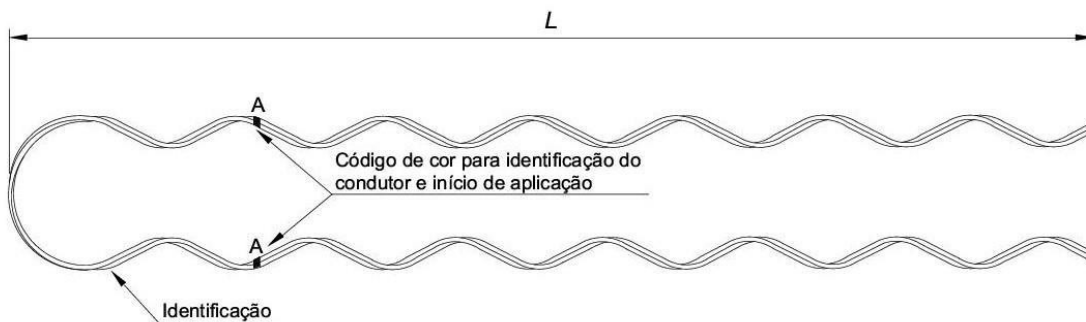 L
A
Código de cor para identificação do
condutor e início de aplicação
A
Identificação